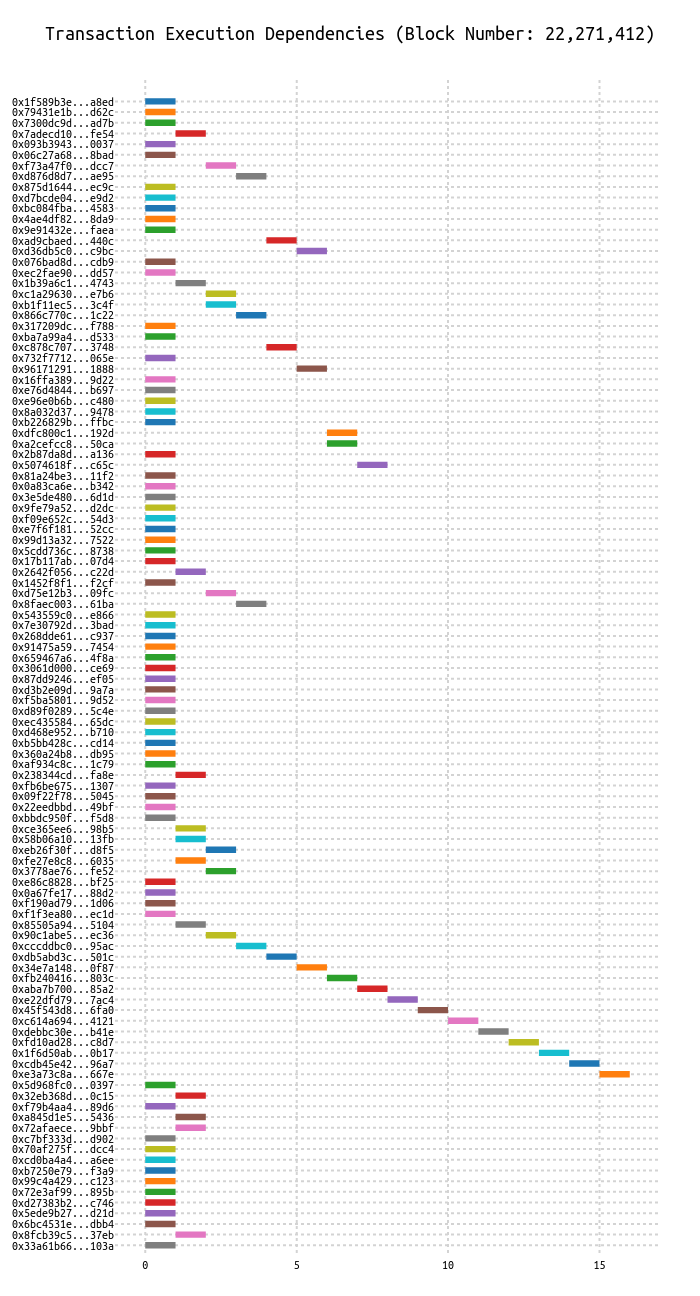 Transaction Execution Dependencies (Block Number: 22,271,412)
0x1f589b3e...a8ed
0x79431e1b...d62c
0x7300dc9d...ad7b
0x7adecd10...fe54
0x093b3943...0037
0x06c27a68...8bad
0xf73a47f0...dcc7
0xd876d8d7...ae95
0x875d1644...ec9c
0xd7bcde04...e9d2
0xbc084fba...4583
0x4ae4df82...8da9
0x9e91432e...faea
0xad9cbaed...440c
0xd36db5c0...c9bc
0x076bad8d...cdb9
0xec2fae90...dd57
0x1b39a6c1...4743
0xc1a29630...e7b6
0xb1f11ec5...3c4f
0x866c770c...1c22
0x317209dc...f788
0xba7a99a4...d533
0xc878c707...3748
0x732f7712...065e
0x96171291...1888
0x16ffa389...9d22
0xe76d4844...b697
0xe96e0b6b...c480
0x8a032d37...9478
0xb226829b...ffbc
0xdfc800c1...192d
0xa2cefcc8...50ca
0x2b87da8d...a136
0x5074618f...c65c
0x81a24be3...11f2
0x0a83ca6e...b342
0x3e5de480...6d1d
0x9fe79a52...d2dc
0xf09e652c...54d3
0xe7f6f181...52cc
0x99d13a32...7522
0x5cdd736c...8738
0x17b117ab...07d4
0x2642f056...c22d
0x1452f8f1...f2cf
0xd75e12b3...09fc
0x8faec003...61ba
0x543559c0...e866
0x7e30792d...3bad
0x268dde61...c937
0x91475a59...7454
0x659467a6...4f8a
0x3061d000...ce69
0x87dd9246...ef05
0xd3b2e09d...9a7a
0xf5ba5801...9d52
0xd89f0289...5c4e
0xec435584...65dc
0xd468e952...b710
0xb5bb428c...cd14
0x360a24b8...db95
0xaf934c8c...1c79
0x238344cd...fa8e
0xfb6be675...1307
0x09f22f78...5045
0x22eedbbd...49bf
0xbbdc950f...f5d8
0xce365ee6...98b5
0x58b06a10...13fb
0xeb26f30f...d8f5
0xfe27e8c8...6035
0x3778ae76...fe52
0xe86c8828...bf25
0x0a67fe17...88d2
0xf190ad79...1d06
0xf1f3ea80...ec1d
0x85505a94...5104
0x90c1abe5...ec36
0xcccddbc0...95ac
0xdb5abd3c...501c
0x34e7a148...0f87
0xfb240416...803c
0xaba7b700...85a2
0xe22dfd79...7ac4
0x45f543d8...6fa0
0xc614a694...4121
0xdebbc30e...b41e
0xfd10ad28...c8d7
0x1f6d50ab...0b17
0xcdb45e42...96a7
0xe3a73c8a...667e
0x5d968fc0...0397
0x32eb368d...0c15
0xf79b4aa4...89d6
0xa845d1e5...5436
0x72afaece...9bbf
0xc7bf333d...d902
0x70af275f...dcc4
0xcd0ba4a4...a6ee
0xb7250e79...f3a9
0x99c4a429...c123
0x72e3af99...895b
0xd27383b2...c746
0x5ede9b27...d21d
0x6bc4531e...dbb4
0x8fcb39c5...37eb
0x33a61b66...103a
0 5 10 15